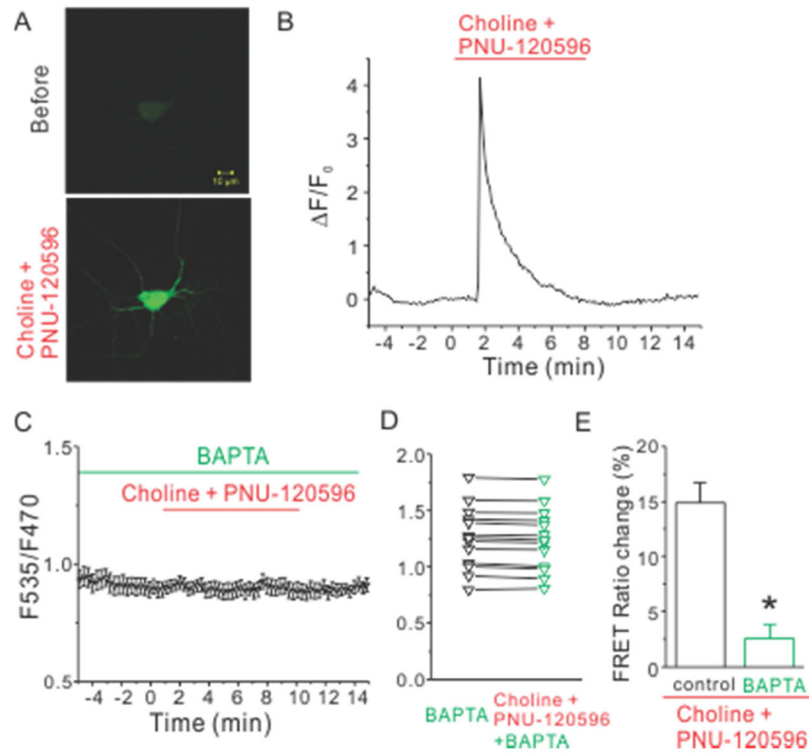 A
Before
10 μm
Choline +
PNU-120596
B
Choline +
PNU-120596
ΔF/F0
4
3
2
1
0
-4 -2 0 2 4 6 8 10 12 14
Time (min)
C
BAPTA
Choline + PNU-120596
F535/F470
1.5
1.0
0.5
-4 -2 0 2 4 6 8 10 12 14
Time (min)
D
2.0
1.5
1.25
1.0
0.5
0.0
BAPTA
Choline +
PNU-120596
+BAPTA
E
FRET Ratio change (%)
20
15
15
5
0
*
control BAPTA
Choline +
PNU-120596